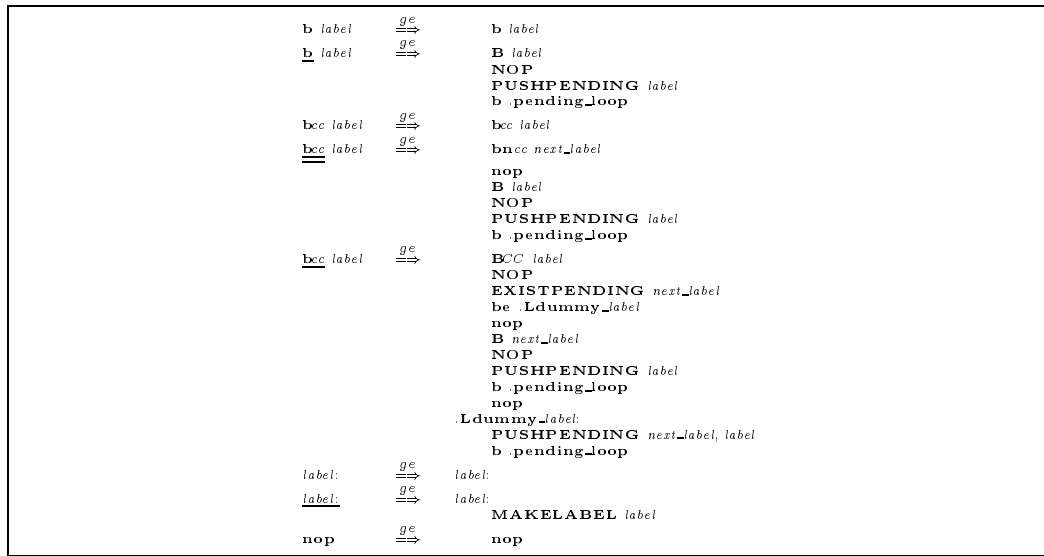 b label ge ⟹ b label
b label ge ⟹ B label
NOP
PUSHPENDING label
b .pending_loop
bcc label ge ⟹ bcc label
bcc label ge ⟹ bncc next_label
nop
B label
NOP
PUSHPENDING label
b .pending_loop
bcc label ge ⟹ BCC label
NOP
EXISTPENDING next_label
be .Ldummy_label
nop
B next_label
NOP
PUSHPENDING label
b .pending_loop
nop
.Ldummy_label:
PUSHPENDING next_label, label
b .pending_loop
label: ge ⟹ label:
label: ge ⟹ label:
MAKELABEL label
nop ge ⟹ nop